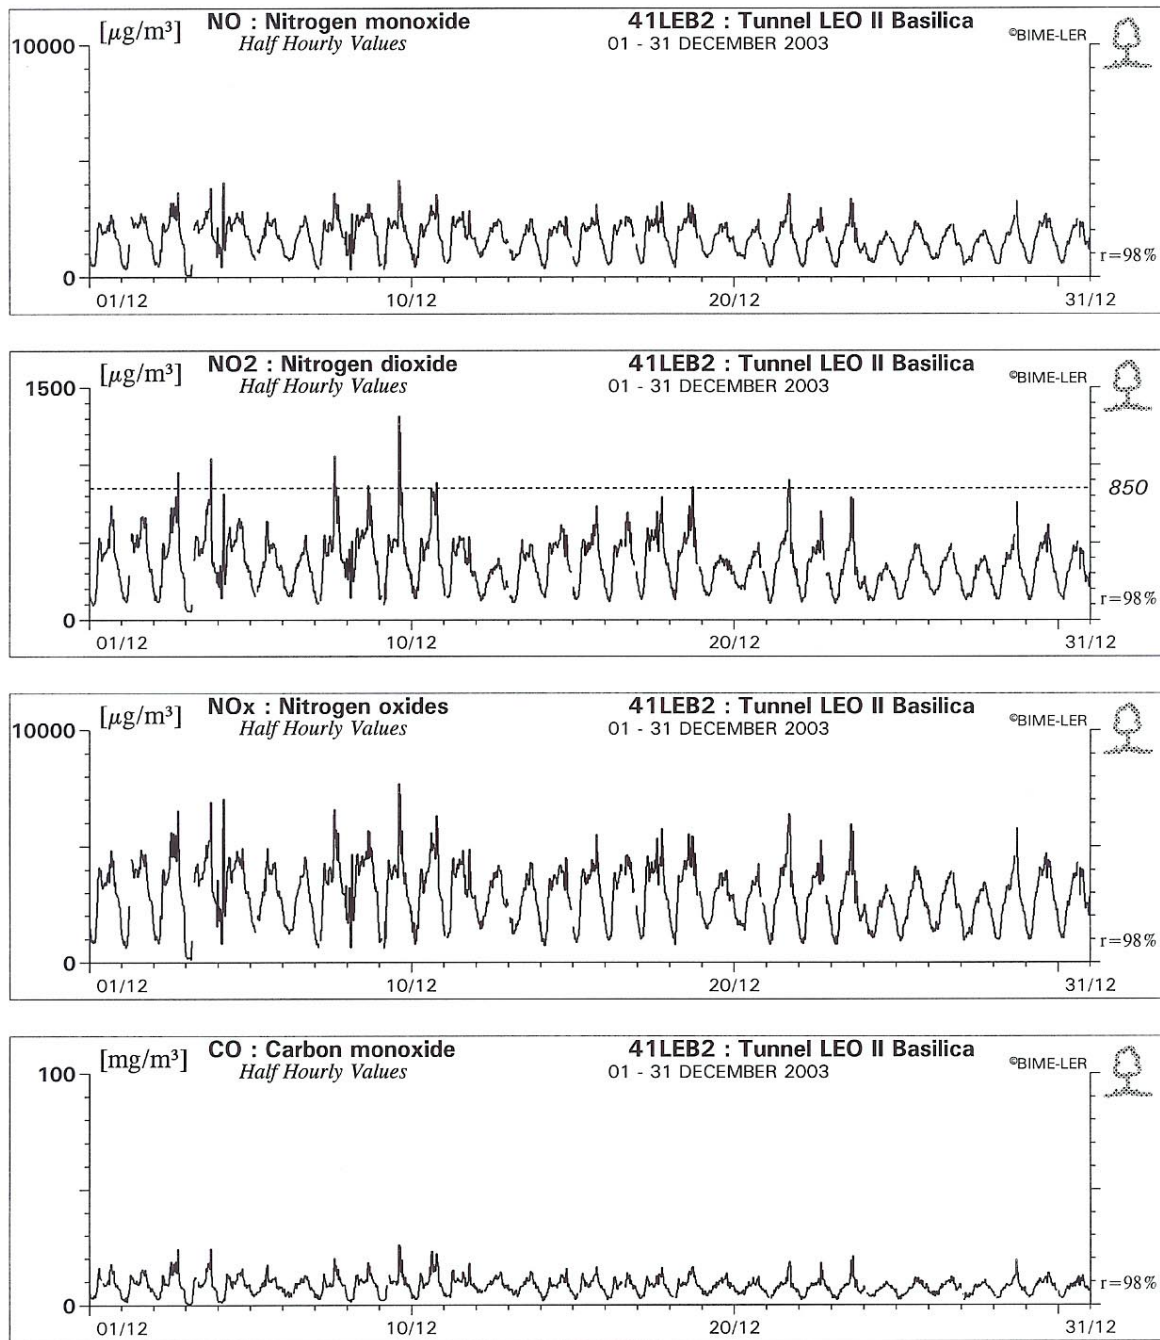 [μg/m³] NO : Nitrogen monoxide 41LEB2 : Tunnel LEO II Basilica ©BIME-LER
Half Hourly Values 01 - 31 DECEMBER 2003
10000
0
r=98%
01/12 10/12 20/12 31/12
[μg/m³] NO2 : Nitrogen dioxide 41LEB2 : Tunnel LEO II Basilica ©BIME-LER
Half Hourly Values 01 - 31 DECEMBER 2003
1500
850
0
r=98%
01/12 10/12 20/12 31/12
[μg/m³] NOx : Nitrogen oxides 41LEB2 : Tunnel LEO II Basilica ©BIME-LER
Half Hourly Values 01 - 31 DECEMBER 2003
10000
0
r=98%
01/12 10/12 20/12 31/12
[mg/m³] CO : Carbon monoxide 41LEB2 : Tunnel LEO II Basilica ©BIME-LER
Half Hourly Values 01 - 31 DECEMBER 2003
100
0
r=98%
01/12 10/12 20/12 31/12